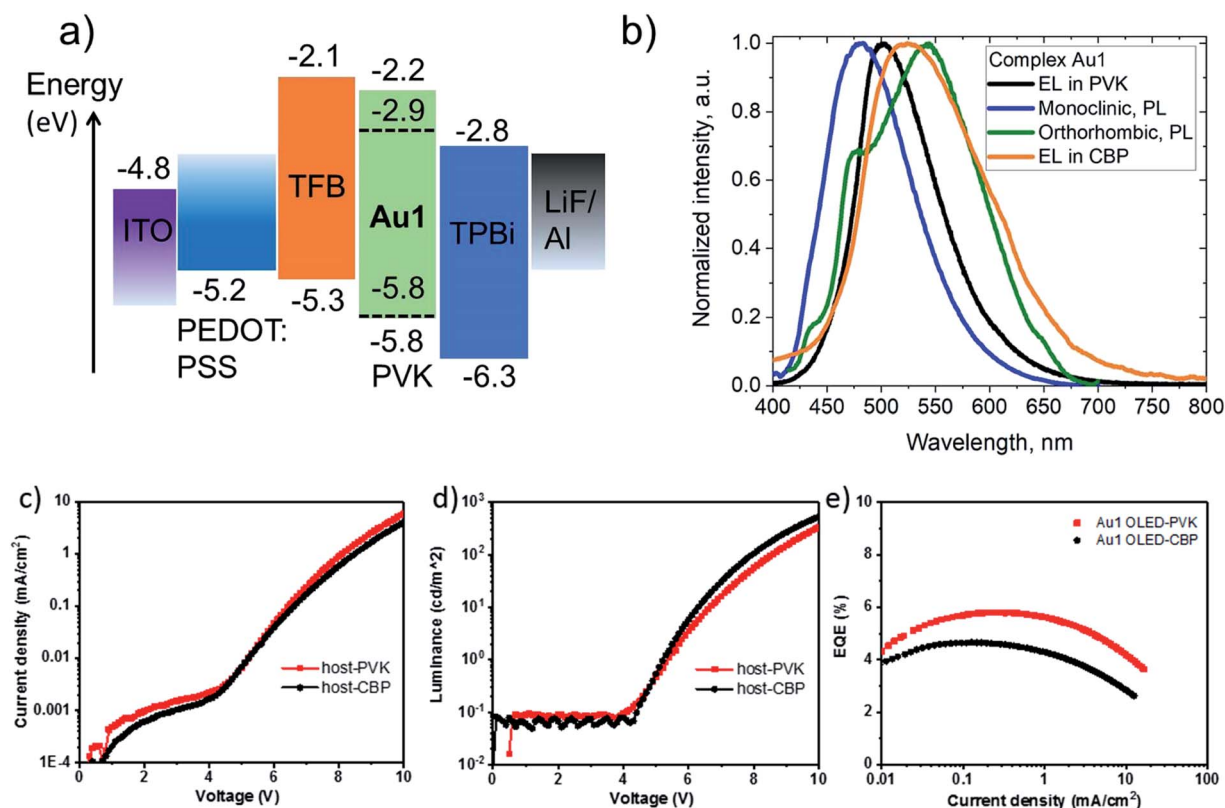 a)
Energy
(eV)
-4.8
ITO
-5.2
PEDOT:
PSS
-2.1
TFB
-5.3
-2.2
-2.9
Au1
-5.8
-5.8
PVK
-2.8
TPBi
-6.3
LiF/
Al
b)
Normalized intensity, a.u.
1.0
0.8
0.6
0.4
0.2
0.0
Complex Au1
EL in PVK
Monoclinic, PL
Orthorhombic, PL
EL in CBP
400 450 500 550 600 650 700 750 800
Wavelength, nm
c)
Current density (mA/cm²)
10
1
0.1
0.01
0.001
1E-4
host-PVK
host-CBP
0 2 4 6 8 10
Voltage (V)
d)
Luminance (cd/m^2)
10³
10²
10¹
10⁰
10⁻¹
10⁻²
host-PVK
host-CBP
0 2 4 6 8 10
Voltage (V)
e)
EQE (%)
10
8
6
4
2
0
Au1 OLED-PVK
Au1 OLED-CBP
0.01 0.1 1 10 100
Current density (mA/cm²)